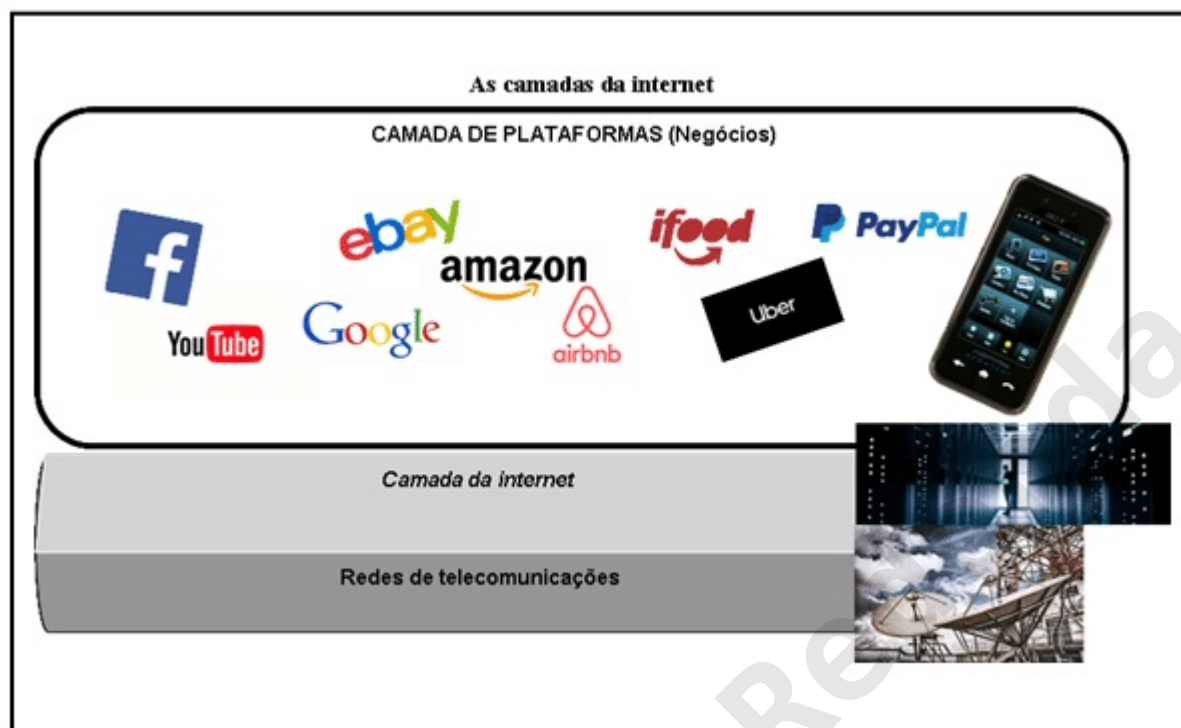 As camadas da internet
CAMADA DE PLATAFORMAS (Negócios)
ebay
ifood
PayPal
amazon
Uber
YouTube
Google
airbnb
Camada da internet
Redes de telecomunicações